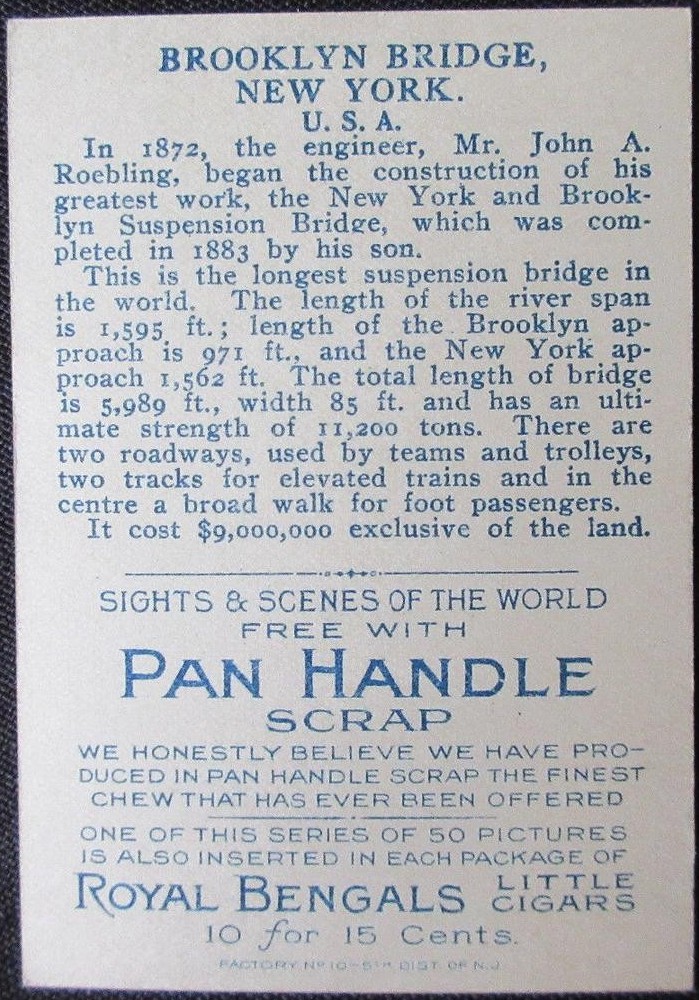 BROOKLYN BRIDGE,
NEW YORK.
U. S. A.
In 1872, the engineer, Mr. John A.
Roebling, began the construction of his
greatest work, the New York and Brook-
lyn Suspension Bridge, which was com-
pleted in 1883 by his son.
This is the longest suspension bridge in
the world. The length of the river span
is 1,595 ft.; length of the Brooklyn ap-
proach is 971 ft., and the New York ap-
proach 1,562 ft. The total length of bridge
is 5,989 ft., width 85 ft. and has an ulti-
mate strength of 11,200 tons. There are
two roadways, used by teams and trolleys,
two tracks for elevated trains and in the
centre a broad walk for foot passengers.
It cost $9,000,000 exclusive of the land.
SIGHTS & SCENES OF THE WORLD
FREE WITH
PAN HANDLE
SCRAP
WE HONESTLY BELIEVE WE HAVE PRO-
DUCED IN PAN HANDLE SCRAP THE FINEST
CHEW THAT HAS EVER BEEN OFFERED
ONE OF THIS SERIES OF 50 PICTURES
IS ALSO INSERTED IN EACH PACKAGE OF
ROYAL BENGALS LITTLE CIGARS
10 for 15 Cents.
FACTORY No 10-5TH DIST. OF N.J.